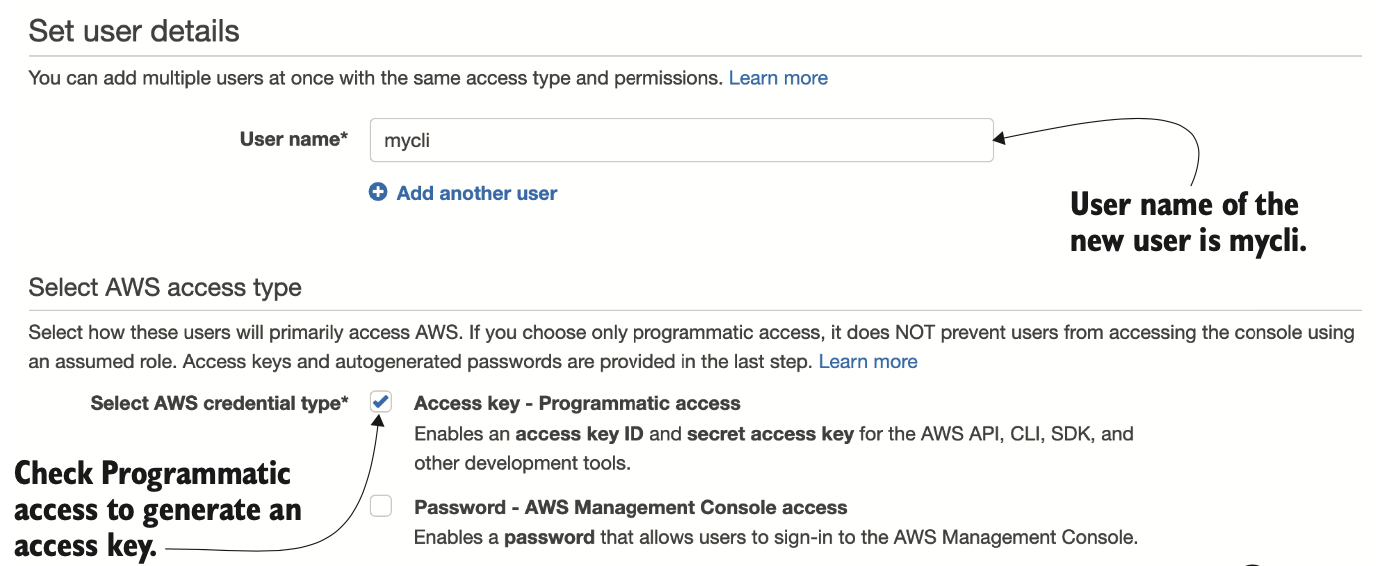 Set user details
You can add multiple users at once with the same access type and permissions. Learn more
User name* mycli
Add another user
User name of the
new user is mycli.
Select AWS access type
Select how these users will primarily access AWS. If you choose only programmatic access, it does NOT prevent users from accessing the console using
an assumed role. Access keys and autogenerated passwords are provided in the last step. Learn more
Select AWS credential type* Access key - Programmatic access
Enables an access key ID and secret access key for the AWS API, CLI, SDK, and
other development tools.
Check Programmatic
access to generate an
access key.
Password - AWS Management Console access
Enables a password that allows users to sign-in to the AWS Management Console.